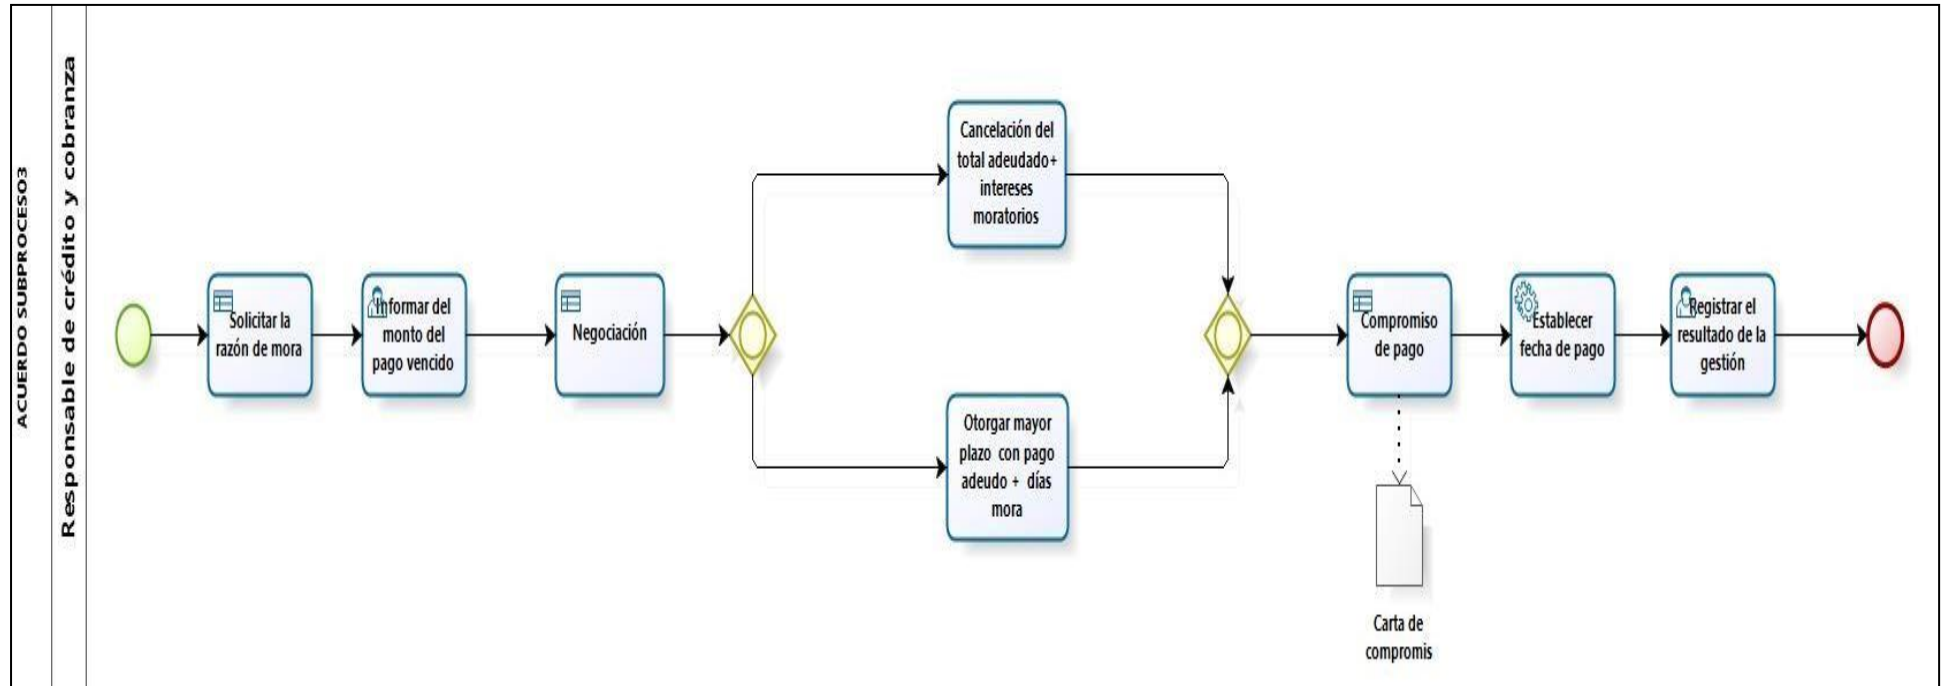 ACUERDO SUBPROCESO3
Responsable de crédito y cobranza
Solicitar la
razón de mora
Informar del
monto del
pago vencido
Negociación
Cancelación del
total adeudado+
intereses
moratorios
Otorgar mayor
plazo con pago
adeudo + días
mora
Compromiso
de pago
Carta de
compromis
Establecer
fecha de pago
Registrar el
resultado de la
gestión